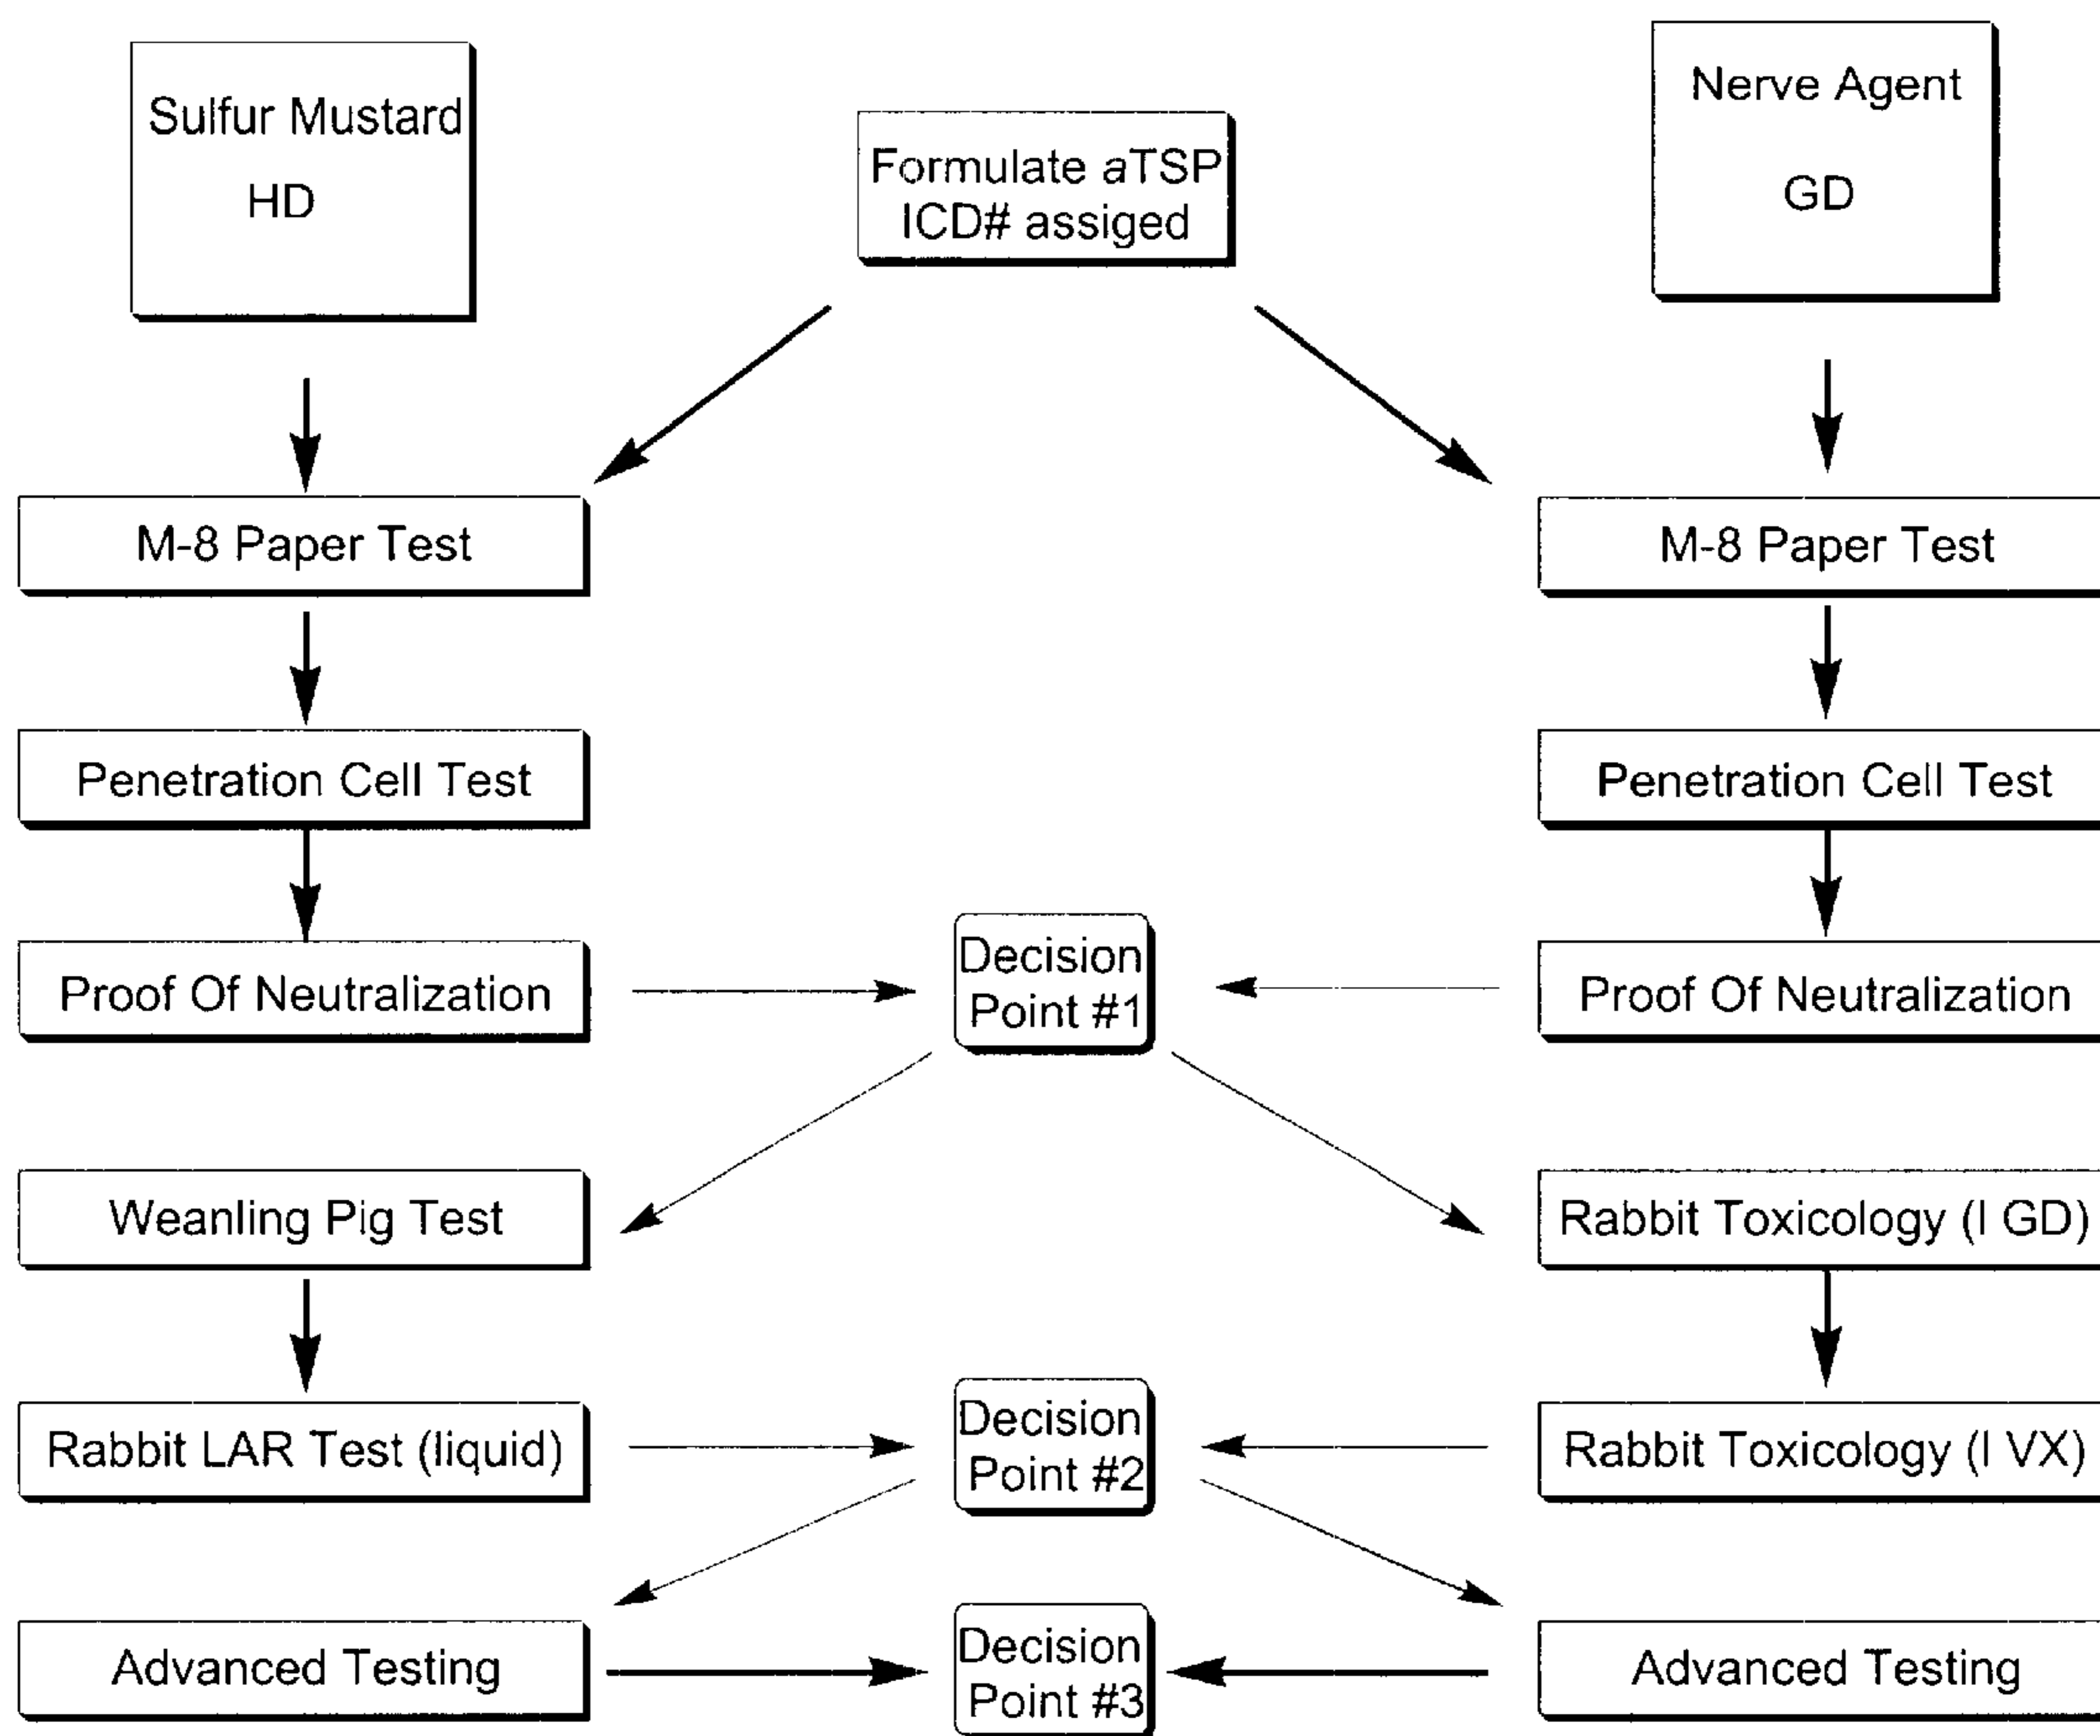 Sulfur Mustard
HD
Formulate aTSP
ICD# assiged
Nerve Agent
GD
M-8 Paper Test
M-8 Paper Test
Penetration Cell Test
Penetration Cell Test
Proof Of Neutralization
Decision
Point #1
Proof Of Neutralization
Weanling Pig Test
Rabbit Toxicology (I GD)
Rabbit LAR Test (liquid)
Decision
Point #2
Rabbit Toxicology (I VX)
Advanced Testing
Decision
Point #3
Advanced Testing